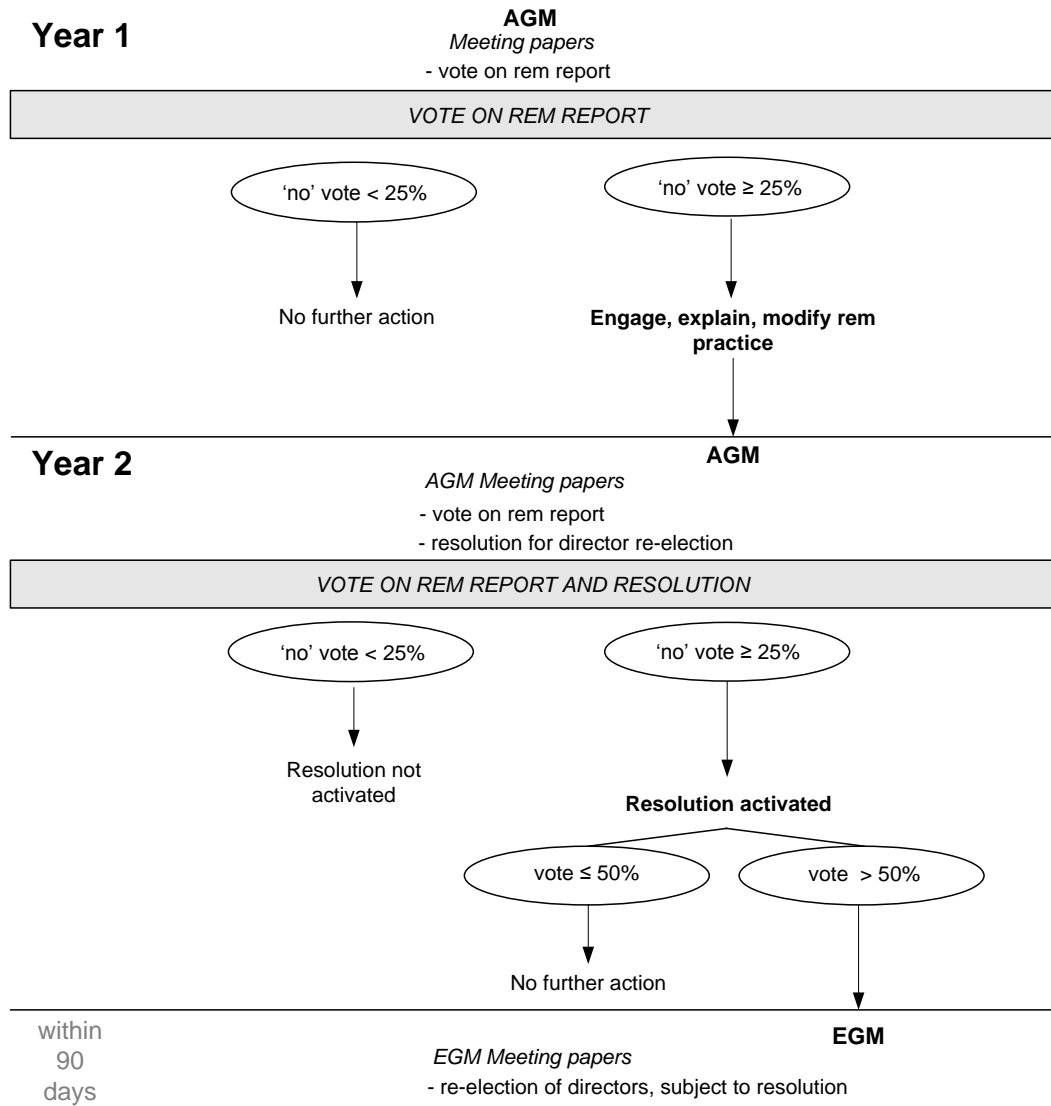 Year 1
AGM
Meeting papers
- vote on rem report
VOTE ON REM REPORT
‘no’ vote < 25%
‘no’ vote ≥ 25%
No further action
Engage, explain, modify rem
practice
Year 2
AGM
AGM Meeting papers
- vote on rem report
- resolution for director re-election
VOTE ON REM REPORT AND RESOLUTION
‘no’ vote < 25%
‘no’ vote ≥ 25%
Resolution not
activated
Resolution activated
vote ≤ 50%
vote > 50%
No further action
within
90
days
EGM
EGM Meeting papers
- re-election of directors, subject to resolution